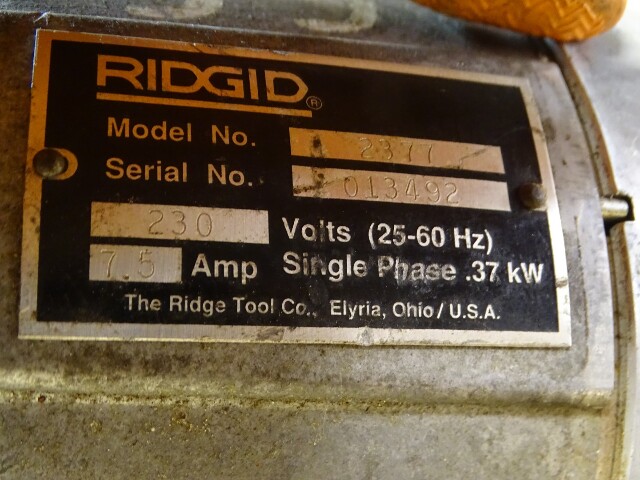 RIDGID®
Model No. 2377
Serial No. 013492
230 Volts (25-60 Hz)
7.5 Amp Single Phase .37 kW
The Ridge Tool Co., Elyria, Ohio / U.S.A.